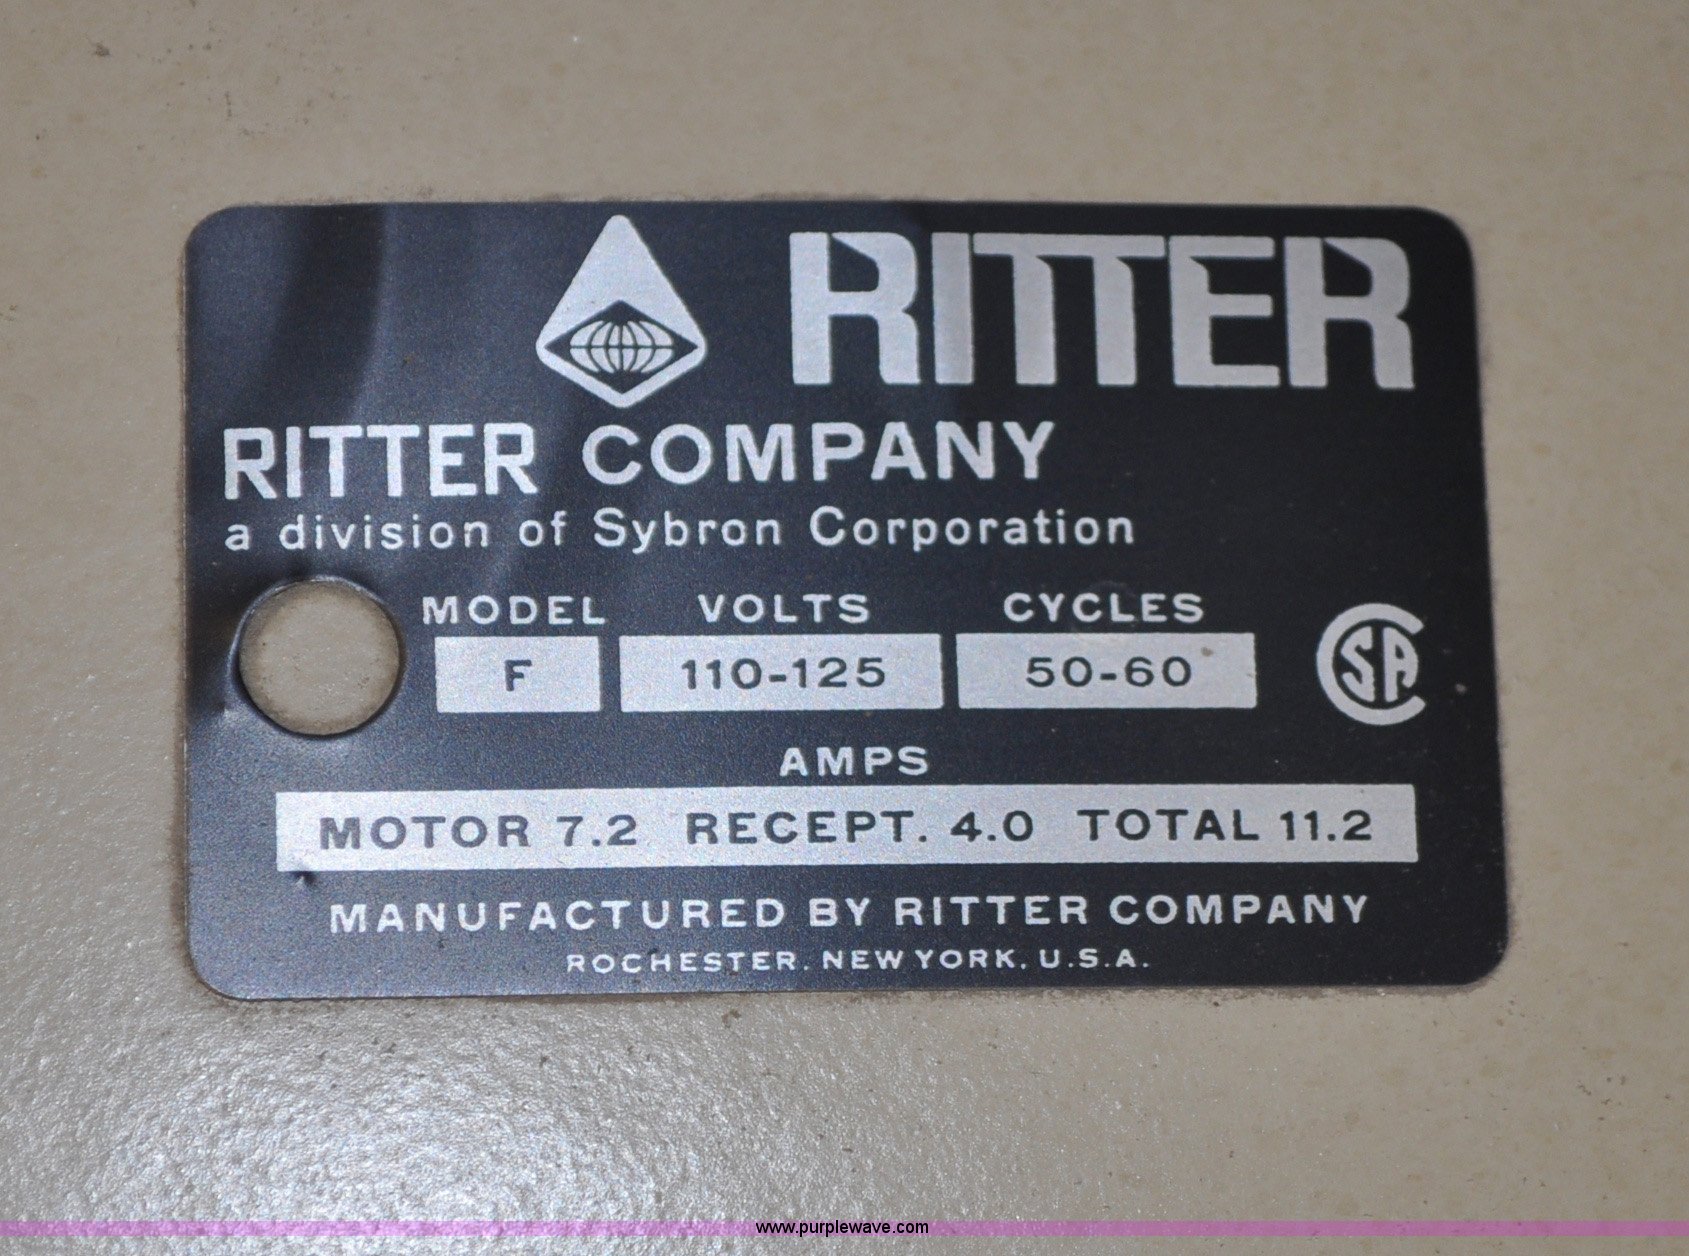 RITTER
RITTER COMPANY
a division of Sybron Corporation
MODEL VOLTS CYCLES
F 110-125 50-60 CSA
AMPS
MOTOR 7.2 RECEPT. 4.0 TOTAL 11.2
MANUFACTURED BY RITTER COMPANY
ROCHESTER, NEW YORK, U.S.A.
www.purplewave.com